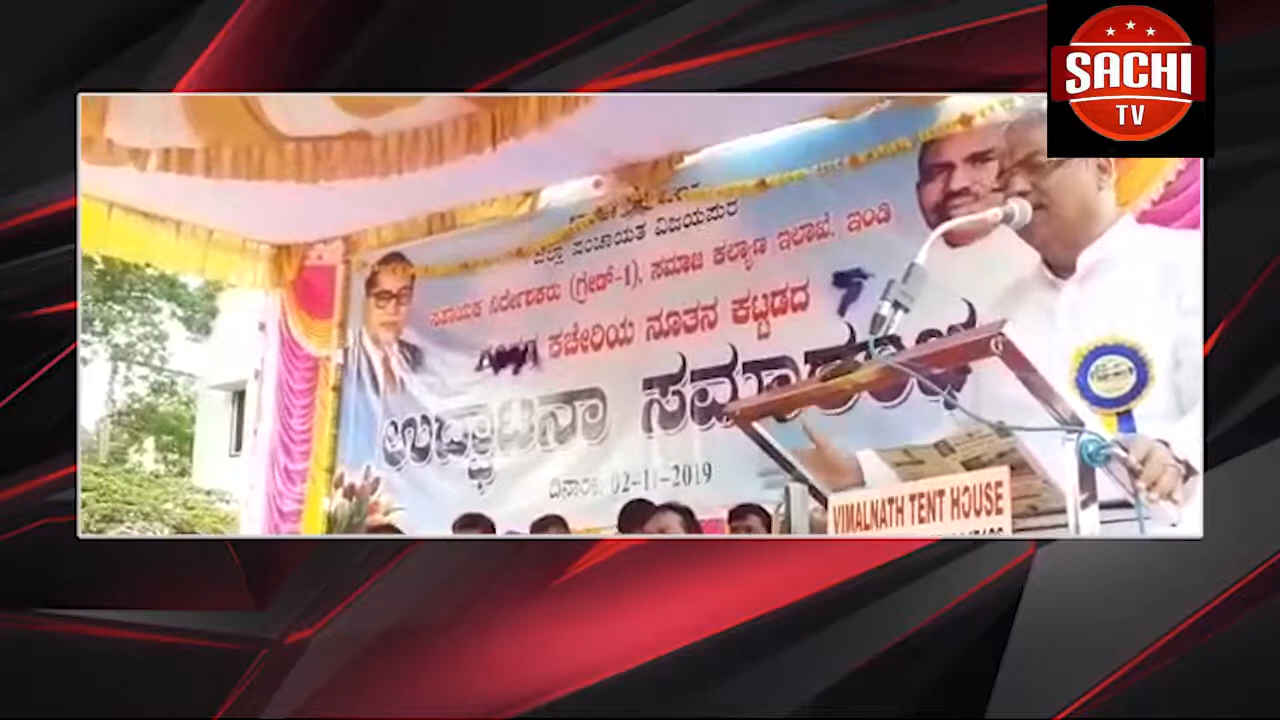 SACHI
TV
ಜಿಲ್ಲಾ ಪಂಚಾಯತ ವಿಜಯಪುರ
ಸಹಾಯಕ ನಿರ್ದೇಶಕರು (ಗ್ರೇಡ್-1), ಸಮಾಜ ಕಲ್ಯಾಣ ಇಲಾಖೆ, ಇಂಡಿ
ಕಚೇರಿಯ ನೂತನ ಕಟ್ಟಡದ
ಉದ್ಘಾಟನಾ ಸಮಾರಂಭ
ದಿನಾಂಕ: 02-11-2019
VIMALNATH TENT HOUSE